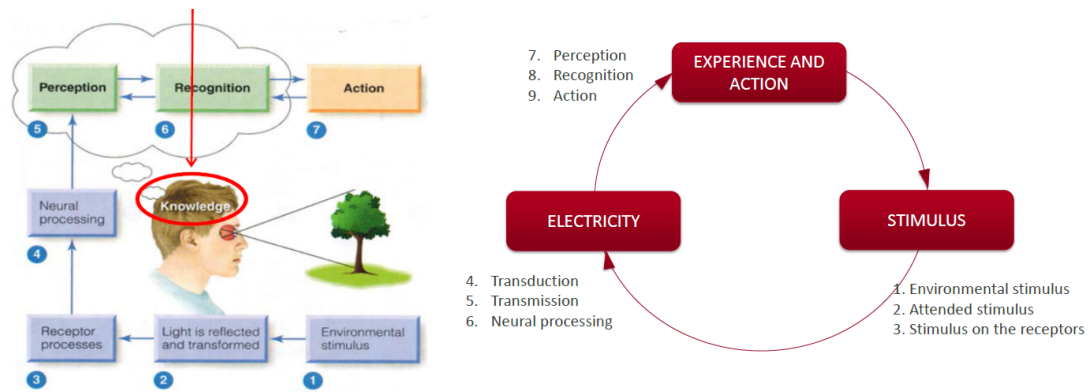 Perception
Recognition
Action
5
6
7
Knowledge
Neural
processing
4
Receptor
processes
Light is reflected
and transformed
Environmental
stimulus
3
2
1
7. Perception
8. Recognition
9. Action
EXPERIENCE AND
ACTION
ELECTRICITY
STIMULUS
4. Transduction
5. Transmission
6. Neural processing
1. Environmental stimulus
2. Attended stimulus
3. Stimulus on the receptors